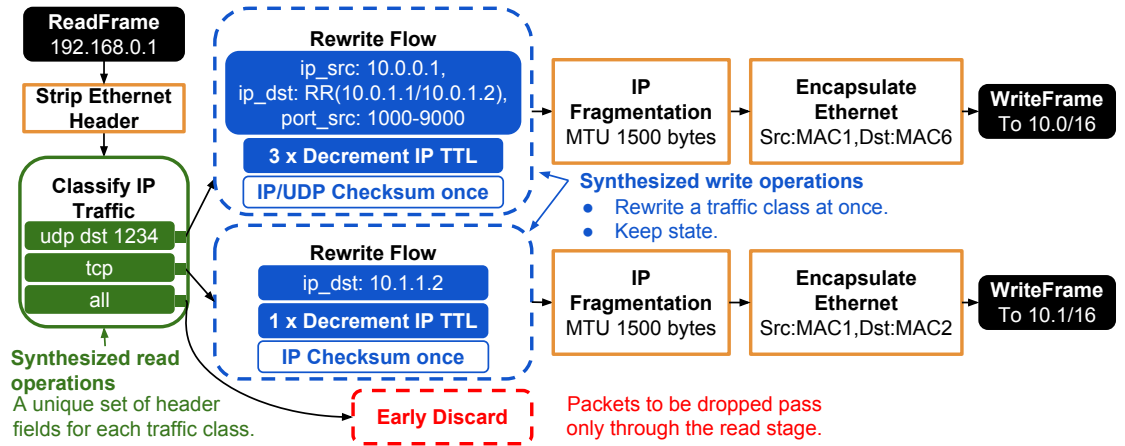 ReadFrame
192.168.0.1
Strip Ethernet
Header
Classify IP
Traffic
udp dst 1234
tcp
all
Synthesized read
operations
A unique set of header
fields for each traffic class.
Rewrite Flow
ip_src: 10.0.0.1,
ip_dst: RR(10.0.1.1/10.0.1.2),
port_src: 1000-9000
3 x Decrement IP TTL
IP/UDP Checksum once
Rewrite Flow
ip_dst: 10.1.1.2
1 x Decrement IP TTL
IP Checksum once
Early Discard
Packets to be dropped pass
only through the read stage.
Synthesized write operations
● Rewrite a traffic class at once.
● Keep state.
IP
Fragmentation
MTU 1500 bytes
Encapsulate
Ethernet
Src:MAC1,Dst:MAC6
WriteFrame
To 10.0/16
IP
Fragmentation
MTU 1500 bytes
Encapsulate
Ethernet
Src:MAC1,Dst:MAC2
WriteFrame
To 10.1/16